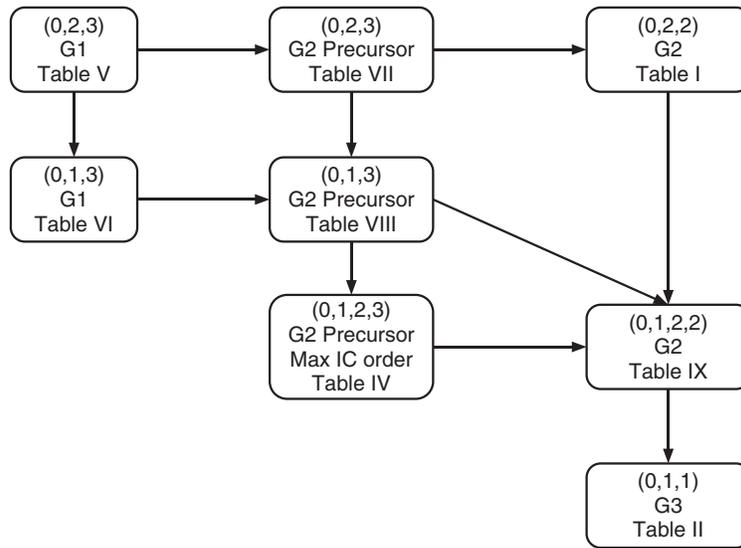 (0,2,3)
G1
Table V
(0,2,3)
G2 Precursor
Table VII
(0,2,2)
G2
Table I
(0,1,3)
G1
Table VI
(0,1,3)
G2 Precursor
Table VIII
(0,1,2,3)
G2 Precursor
Max IC order
Table IV
(0,1,2,2)
G2
Table IX
(0,1,1)
G3
Table II